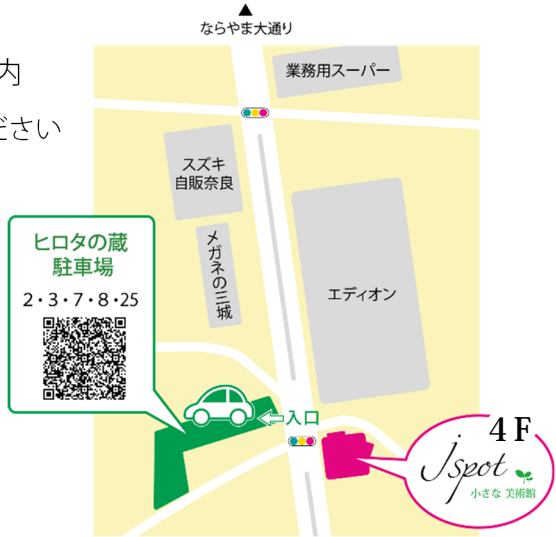 ならやま大通り
内
ださい
業務用スーパー
スズキ
自販奈良
メガネの三城
エディオン
ヒロタの蔵
駐車場
2・3・7・8・25
入口
4F
jspot
小さな 美術館